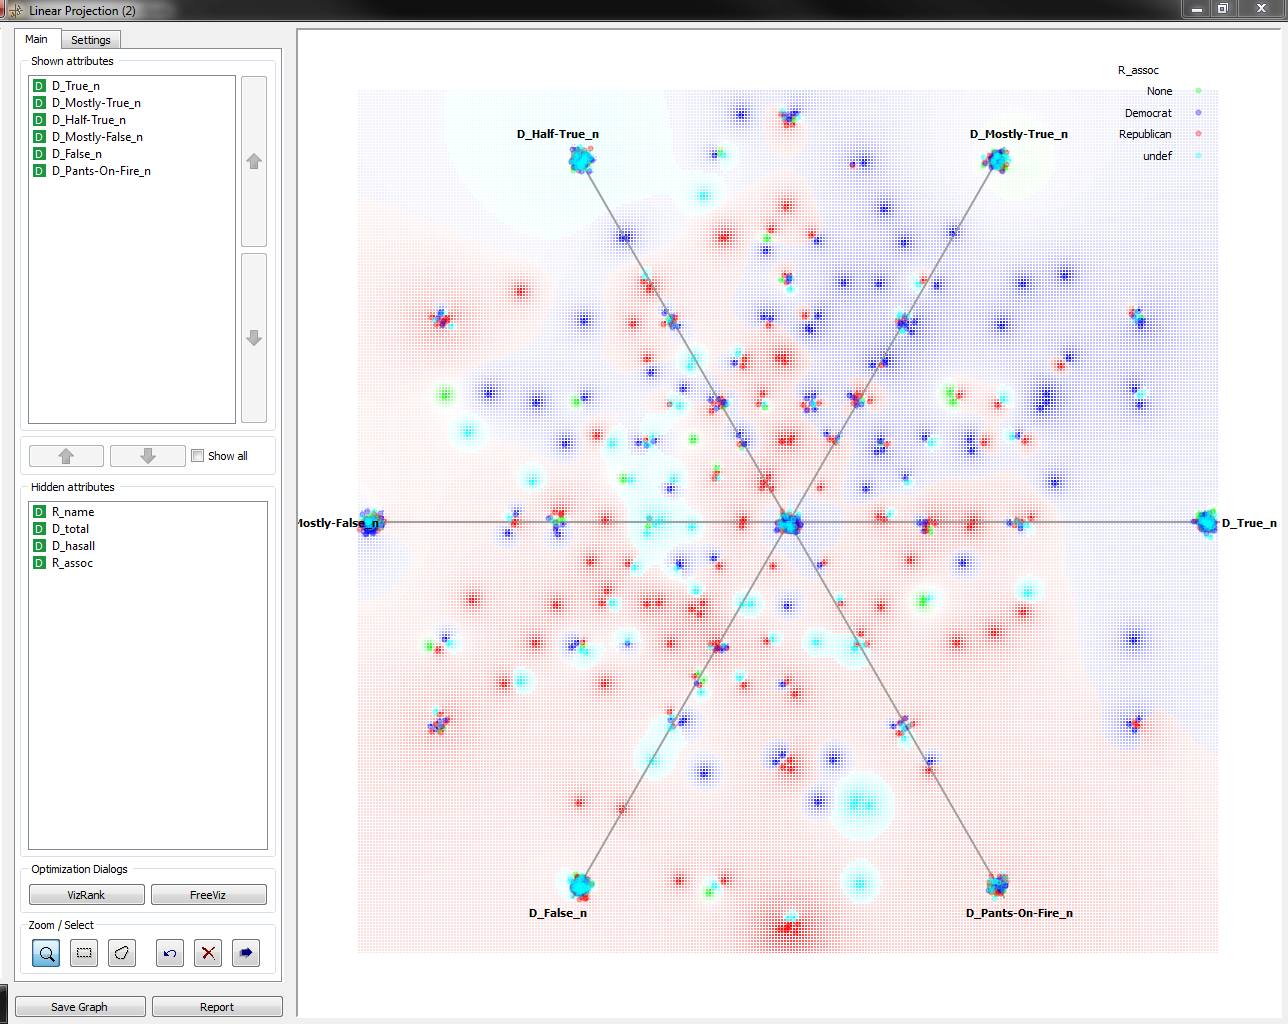 Linear Projection (2)
Main
Settings
Shown attributes
D D_True_n
D D_Mostly-True_n
D D_Half-True_n
D D_Mostly-False_n
D D_False_n
D D_Pants-On-Fire_n
Show all
Hidden attributes
D R_name
D D_total
D D_hasall
D R_assoc
Optimization Dialogs
VizRank
FreeViz
Zoom / Select
Save Graph
Report
R_assoc
None
Democrat
Republican
undef
D_Half-True_n
D_Mostly-True_n
Mostly-False_n
D_True_n
D_False_n
D_Pants-On-Fire_n